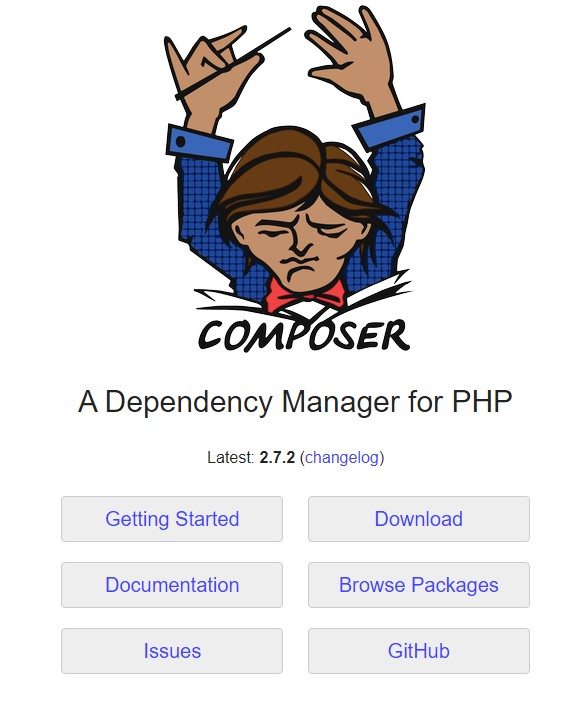 COMPOSER
A Dependency Manager for PHP
Latest: 2.7.2 (changelog)
Getting Started
Download
Documentation
Browse Packages
Issues
GitHub